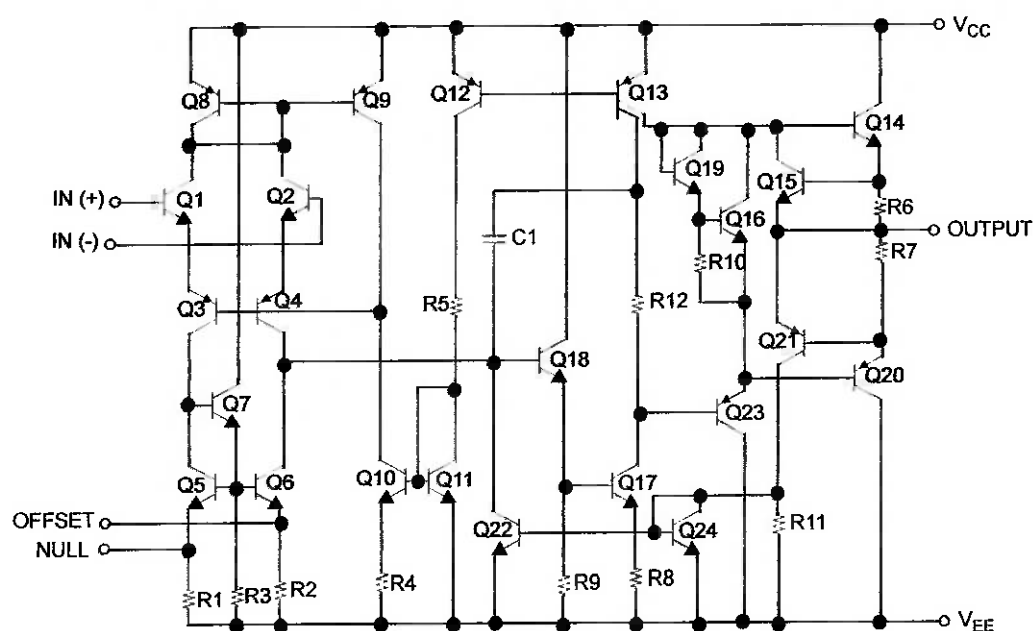 VCC
Q8
Q9
Q12
Q13
Q14
Q19
Q15
IN (+)
Q1
Q2
Q16
R6
OUTPUT
IN (-)
C1
R7
R10
Q3
Q4
R5
R12
Q21
Q18
Q20
Q7
Q23
Q5
Q6
Q10
Q11
Q17
OFFSET
Q22
Q24
R11
NULL
R1
R3
R2
R4
R9
R8
VEE